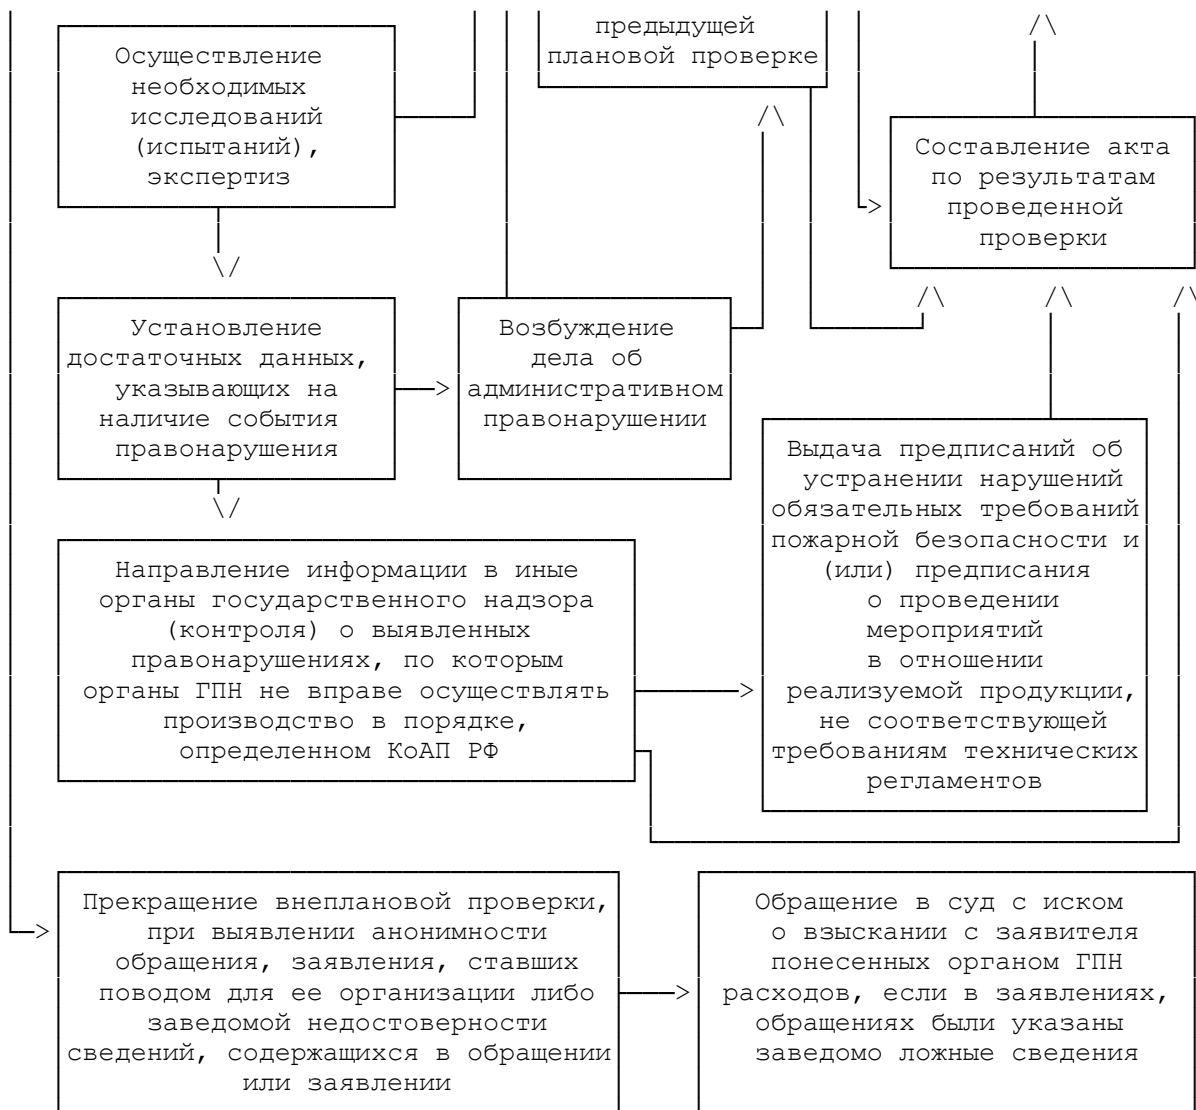 предыдущей
плановой проверке
Осуществление
необходимых
исследований
(испытаний),
экспертиз
Составление акта
по результатам
проведенной
проверки
Установление
достаточных данных,
указывающих на
наличие события
правонарушения
Возбуждение
дела об
административном
правонарушении
Выдача предписаний об
устранении нарушений
обязательных требований
пожарной безопасности и
(или) предписания
о проведении
мероприятий
в отношении
реализуемой продукции,
не соответствующей
требованиям технических
регламентов
Направление информации в иные
органы государственного надзора
(контроля) о выявленных
правонарушениях, по которым
органы ГПН не вправе осуществлять
производство в порядке,
определенном КоАП РФ
Прекращение внеплановой проверки,
при выявлении анонимности
обращения, заявления, ставших
поводом для ее организации либо
заведомой недостоверности
сведений, содержащихся в обращении
или заявлении
Обращение в суд с иском
о взыскании с заявителя
понесенных органом ГПН
расходов, если в заявлениях,
обращениях были указаны
заведомо ложные сведения